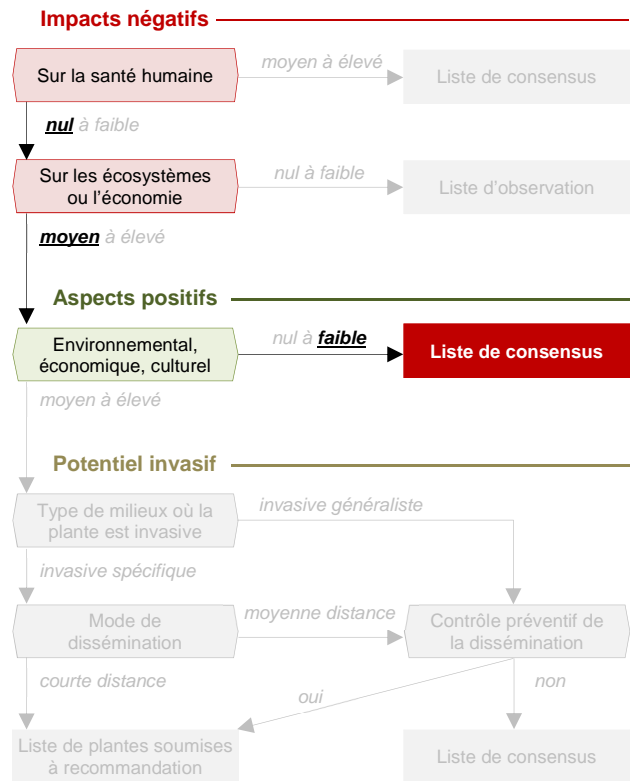 Impacts négatifs
Sur la santé humaine
moyen à élevé
Liste de consensus
nul à faible
Sur les écosystèmes
ou l’économie
nul à faible
Liste d’observation
moyen à élevé
Aspects positifs
Environnemental,
économique, culturel
nul à faible
Liste de consensus
moyen à élevé
Potentiel invasif
Type de milieux où la
plante est invasive
invasive généraliste
invasive spécifique
Mode de
dissémination
moyenne distance
Contrôle préventif de
la dissémination
courte distance
oui
non
Liste de plantes soumises
à recommandation
Liste de consensus